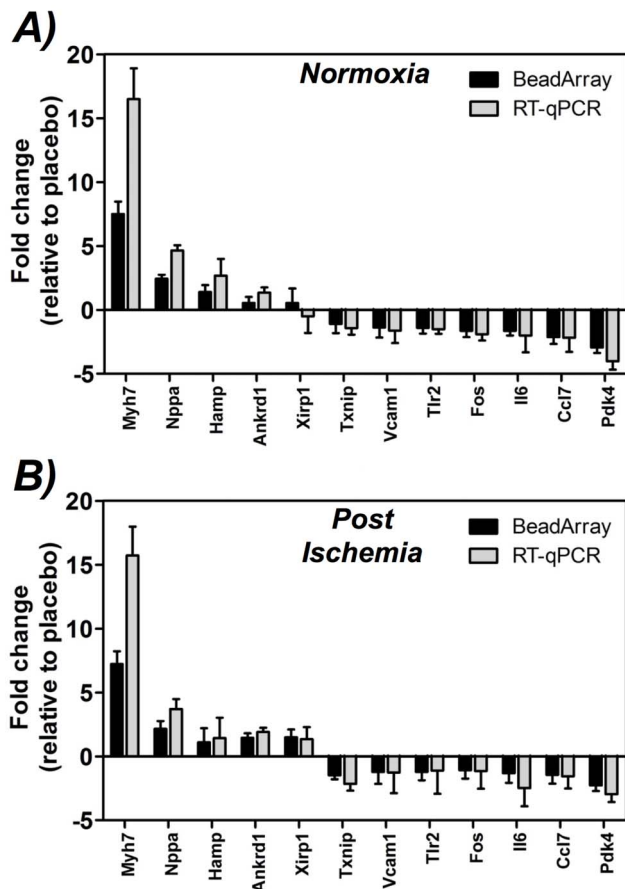 A)
Normoxia
BeadArray
RT-qPCR
Fold change
(relative to placebo)
20
15
10
5
0
-5
Myh7
Nppa
Hamp
Ankrd1
Xirp1
Txnip
Vcam1
Tlr2
Fos
Il6
Ccl7
Pdk4
B)
Post
Ischemia
BeadArray
RT-qPCR
Fold change
(relative to placebo)
20
15
10
5
0
-5
Myh7
Nppa
Hamp
Ankrd1
Xirp1
Txnip
Vcam1
Tlr2
Fos
Il6
Ccl7
Pdk4